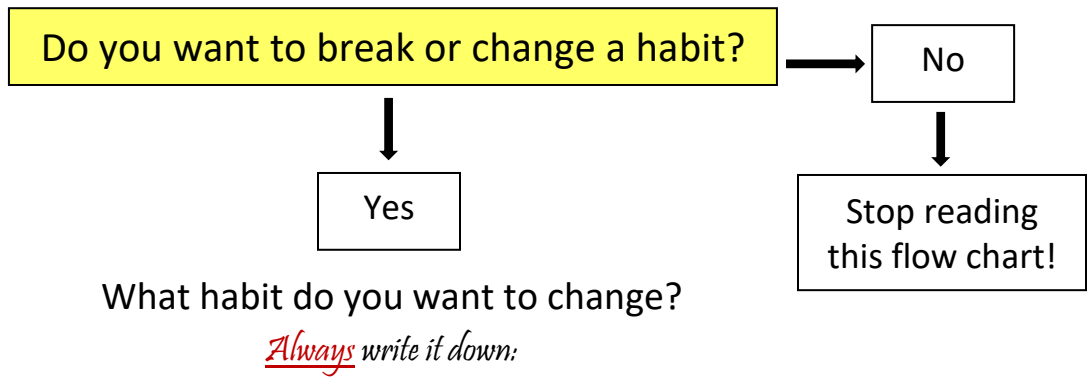 Do you want to break or change a habit?
No
Yes
Stop reading
this flow chart!
What habit do you want to change?
Always write it down: